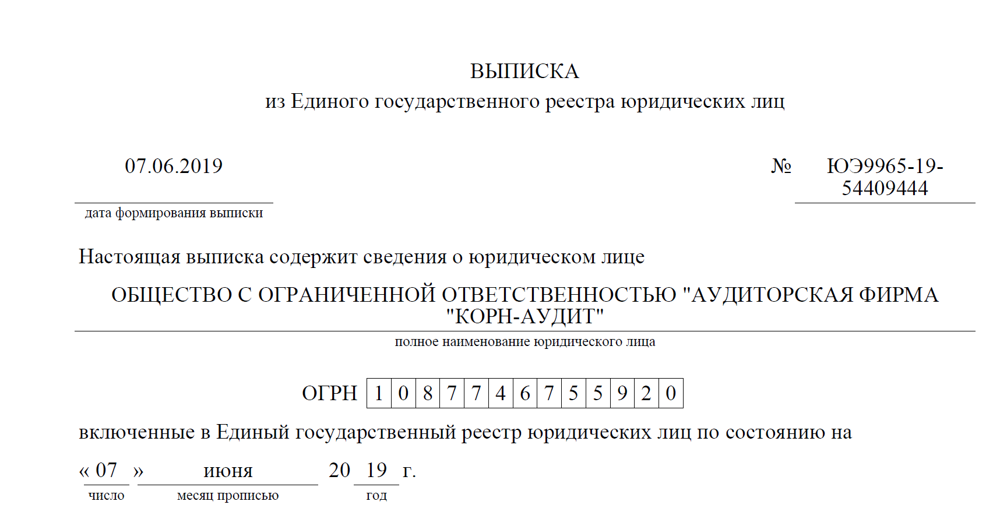 ВЫПИСКА
из Единого государственного реестра юридических лиц
07.06.2019 № ЮЭ9965-19-
54409444
дата формирования выписки
Настоящая выписка содержит сведения о юридическом лице
ОБЩЕСТВО С ОГРАНИЧЕННОЙ ОТВЕТСТВЕННОСТЬЮ "АУДИТОРСКАЯ ФИРМА
"КОРН-АУДИТ"
полное наименование юридического лица
ОГРН 1 0 8 7 7 4 6 7 5 5 9 2 0
включенные в Единый государственный реестр юридических лиц по состоянию на
« 07 » июня 20 19 г.
число месяц прописью год